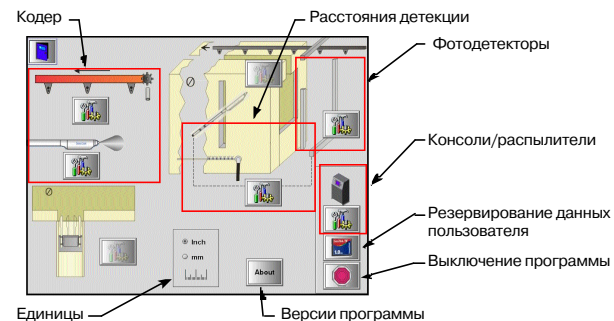 Кодер
Расстояния детекции
Фотодетекторы
Консоли/распылители
Резервирование данных
пользователя
Выключение программы
Inch
mm
About
Единицы
Версии программы